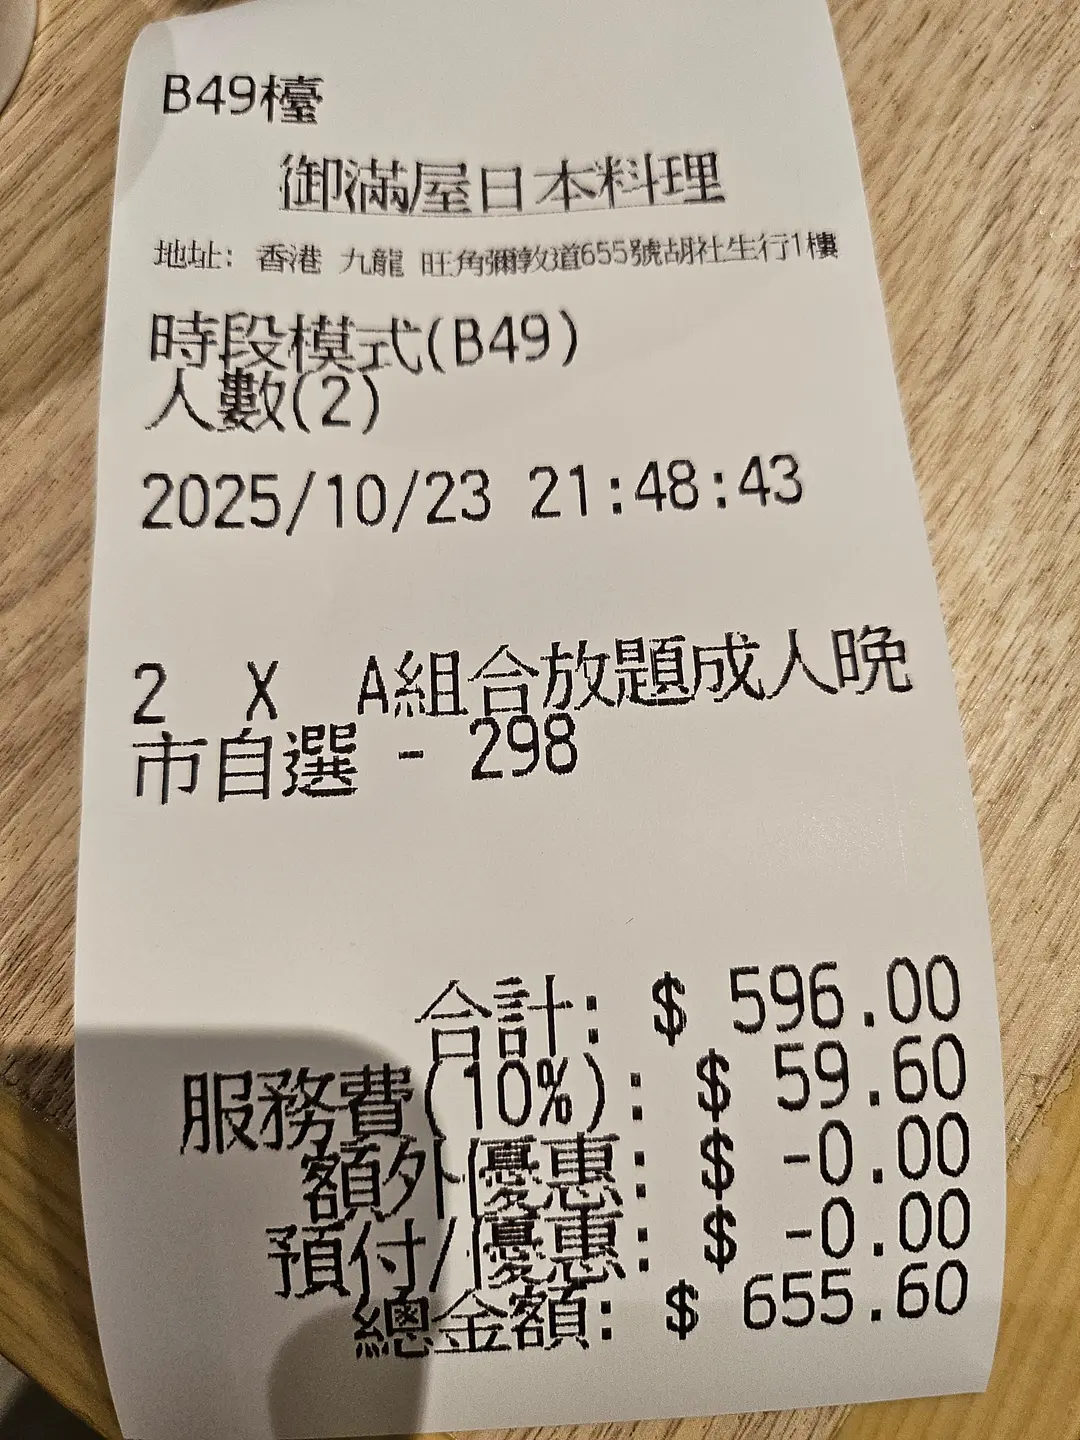 B49檯
御滿屋日本料理
地址: 香港 九龍 旺角彌敦道655號胡社生行1樓
時段模式(B49)
人數(2)
2025/10/23 21:48:43
2 X A組合放題成人晚
市自選 - 298
合計: $ 596.00
服務費(10%): $ 59.60
額外優惠: $ -0.00
預付/優惠: $ -0.00
總金額: $ 655.60